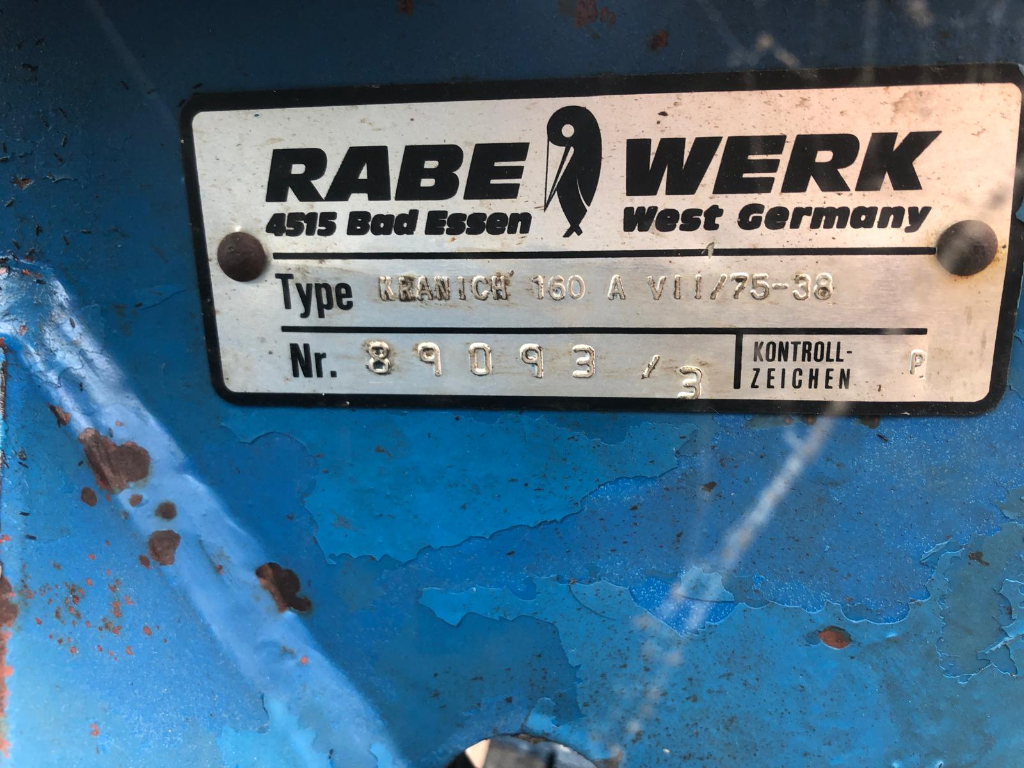 RABE WERK
4515 Bad Essen West Germany
Type KRANICH 160 A VII/75-38
Nr. 89093/3 KONTROLL-
ZEICHEN P